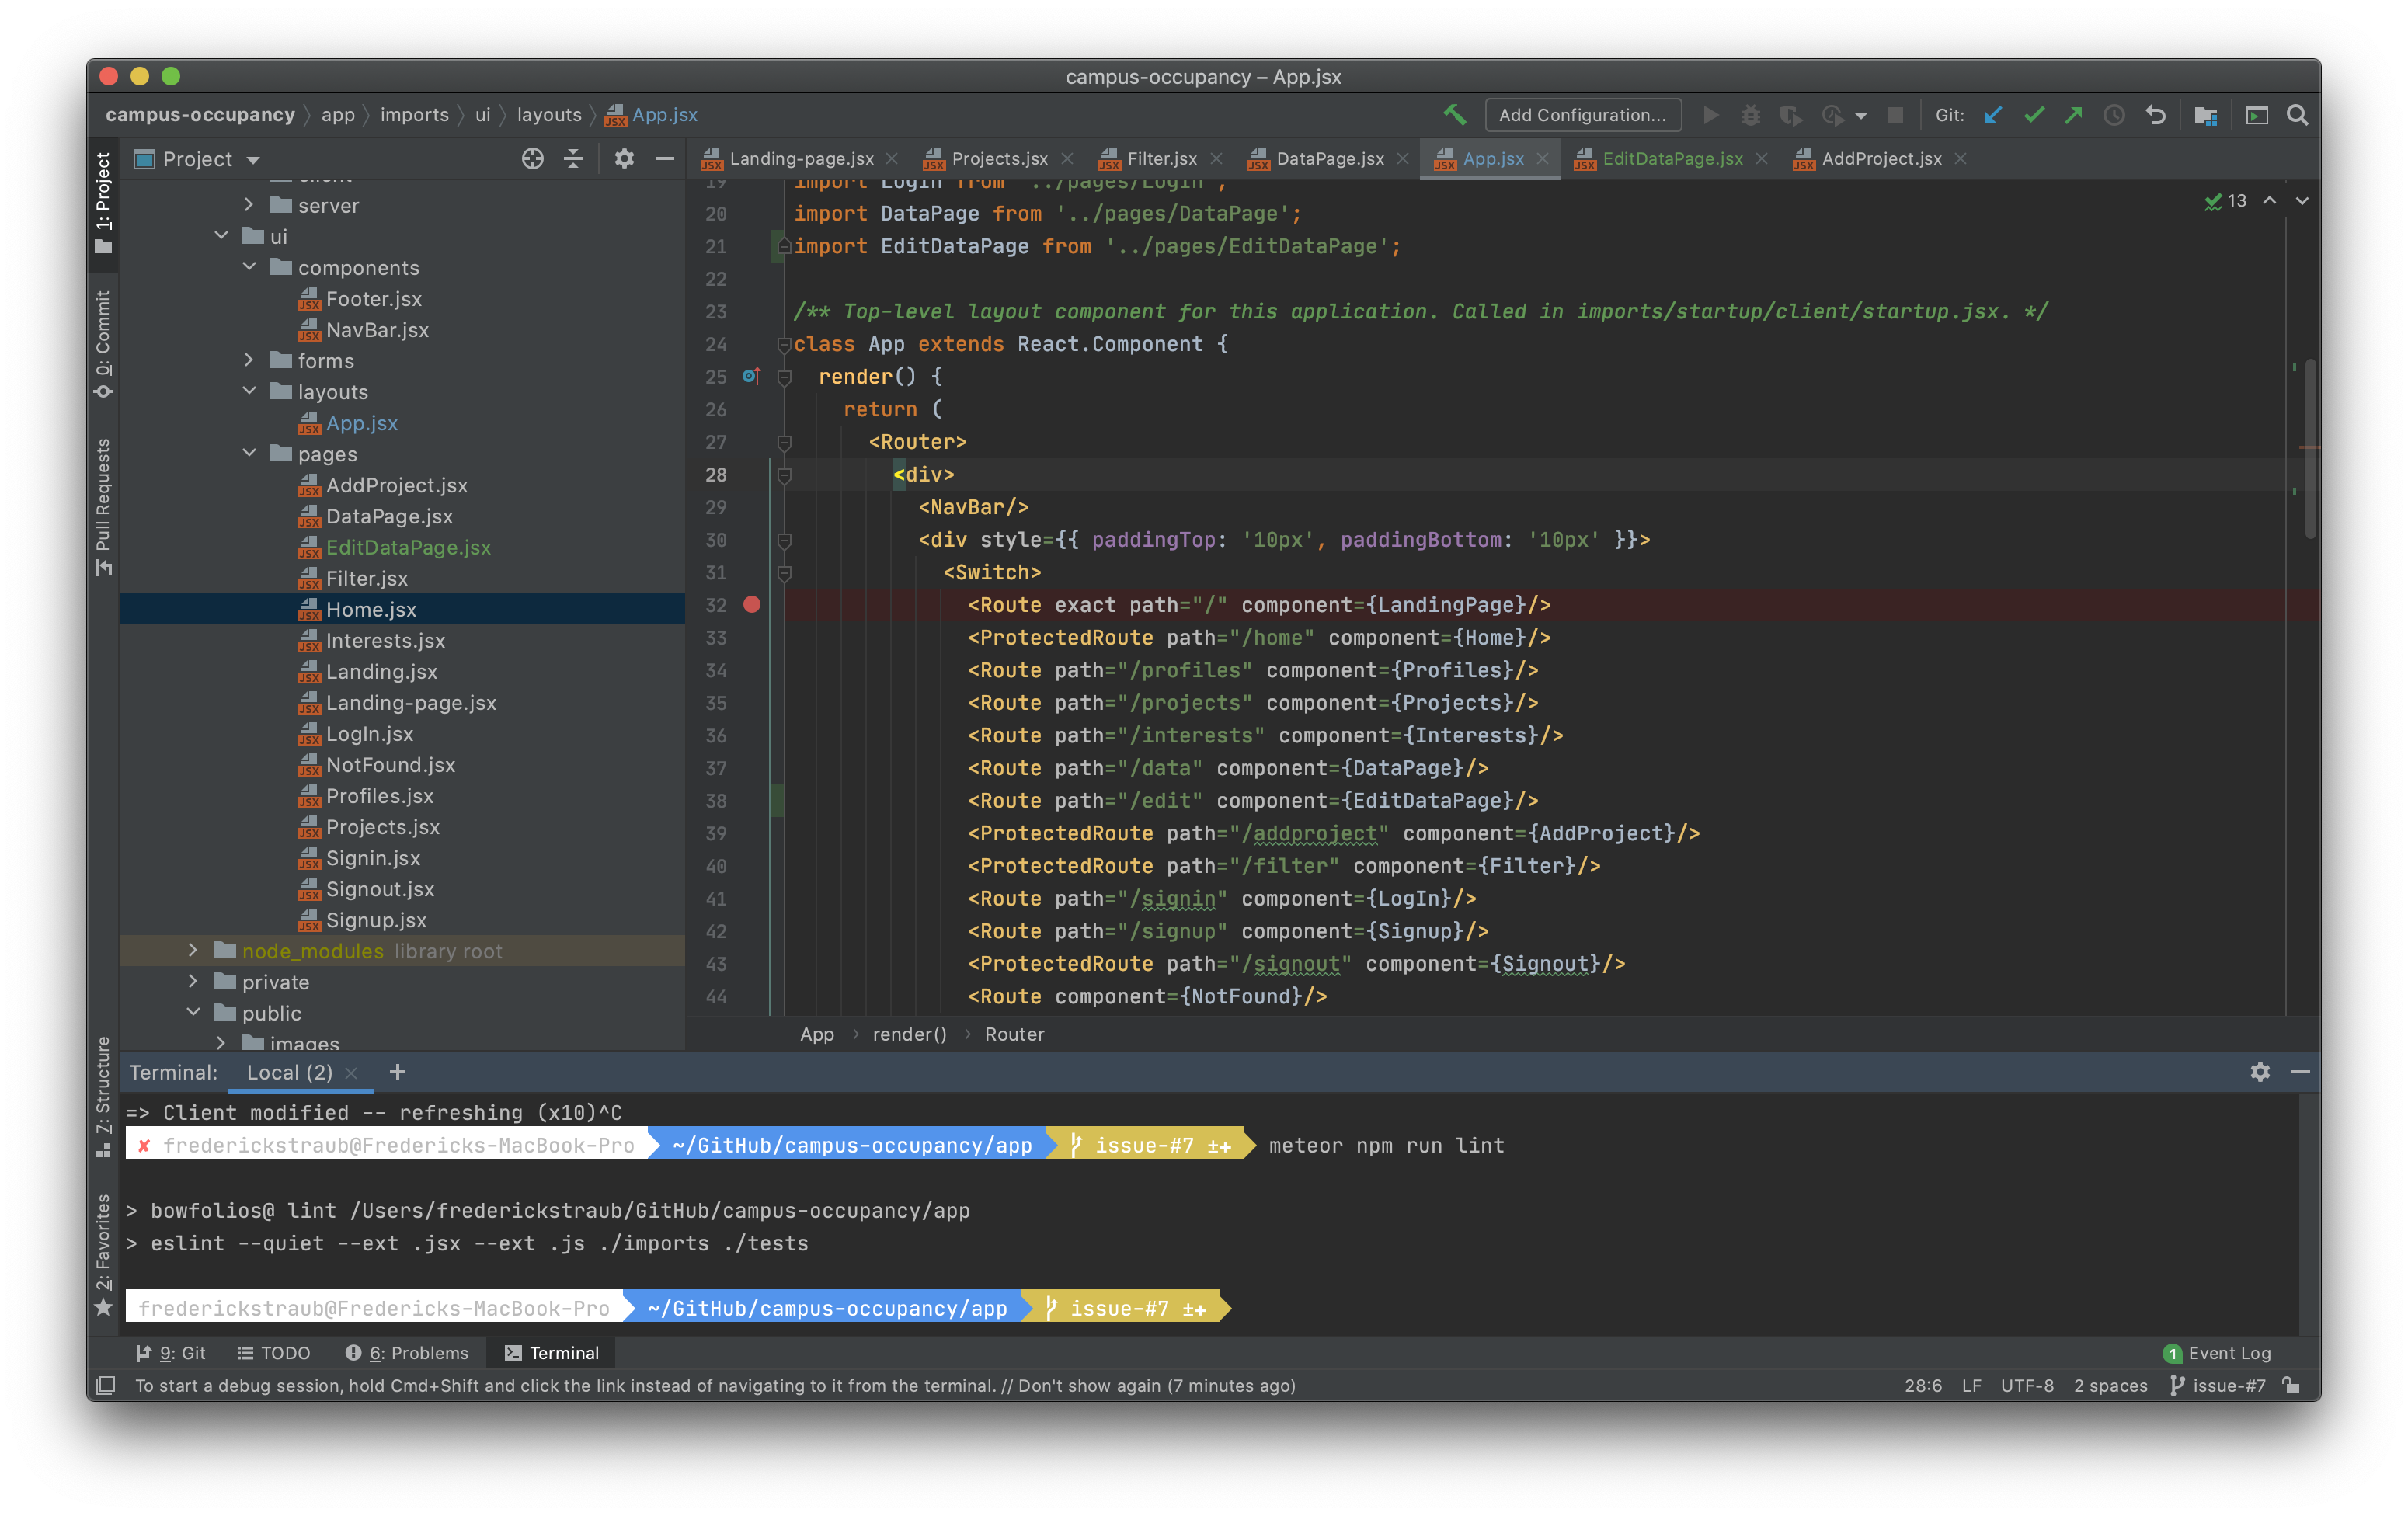 campus-occupancy – App.jsx
campus-occupancy app imports ui layouts App.jsx Add Configuration... Git:
1: Project
0: Commit
Pull Requests
7: Structure
2: Favorites
Project
client
server
ui
components
Footer.jsx
NavBar.jsx
forms
layouts
App.jsx
pages
AddProject.jsx
DataPage.jsx
EditDataPage.jsx
Filter.jsx
Home.jsx
Interests.jsx
Landing.jsx
Landing-page.jsx
LogIn.jsx
NotFound.jsx
Profiles.jsx
Projects.jsx
Signin.jsx
Signout.jsx
Signup.jsx
node_modules library root
private
public
images
Landing-page.jsx Projects.jsx Filter.jsx DataPage.jsx App.jsx EditDataPage.jsx AddProject.jsx
13
19 import LogIn from '../pages/LogIn';
20 import DataPage from '../pages/DataPage';
21 import EditDataPage from '../pages/EditDataPage';
22
23 /** Top-level layout component for this application. Called in imports/startup/client/startup.jsx. */
24 class App extends React.Component {
25 render() {
26 return (
27 <Router>
28 <div>
29 <NavBar/>
30 <div style={{ paddingTop: '10px', paddingBottom: '10px' }}>
31 <Switch>
32 <Route exact path="/" component={LandingPage}/>
33 <ProtectedRoute path="/home" component={Home}/>
34 <Route path="/profiles" component={Profiles}/>
35 <Route path="/projects" component={Projects}/>
36 <Route path="/interests" component={Interests}/>
37 <Route path="/data" component={DataPage}/>
38 <Route path="/edit" component={EditDataPage}/>
39 <ProtectedRoute path="/addproject" component={AddProject}/>
40 <ProtectedRoute path="/filter" component={Filter}/>
41 <Route path="/signin" component={LogIn}/>
42 <Route path="/signup" component={Signup}/>
43 <ProtectedRoute path="/signout" component={Signout}/>
44 <Route component={NotFound}/>
App render() Router
Terminal: Local (2) +
=> Client modified -- refreshing (x10)^C
✘ frederickstraub@Fredericks-MacBook-Pro ~/GitHub/campus-occupancy/app issue-#7 ±✚ meteor npm run lint
> bowfolios@ lint /Users/frederickstraub/GitHub/campus-occupancy/app
> eslint --quiet --ext .jsx --ext .js ./imports ./tests
frederickstraub@Fredericks-MacBook-Pro ~/GitHub/campus-occupancy/app issue-#7 ±✚
9: Git TODO 6: Problems Terminal 1 Event Log
To start a debug session, hold Cmd+Shift and click the link instead of navigating to it from the terminal. // Don't show again (7 minutes ago) 28:6 LF UTF-8 2 spaces issue-#7